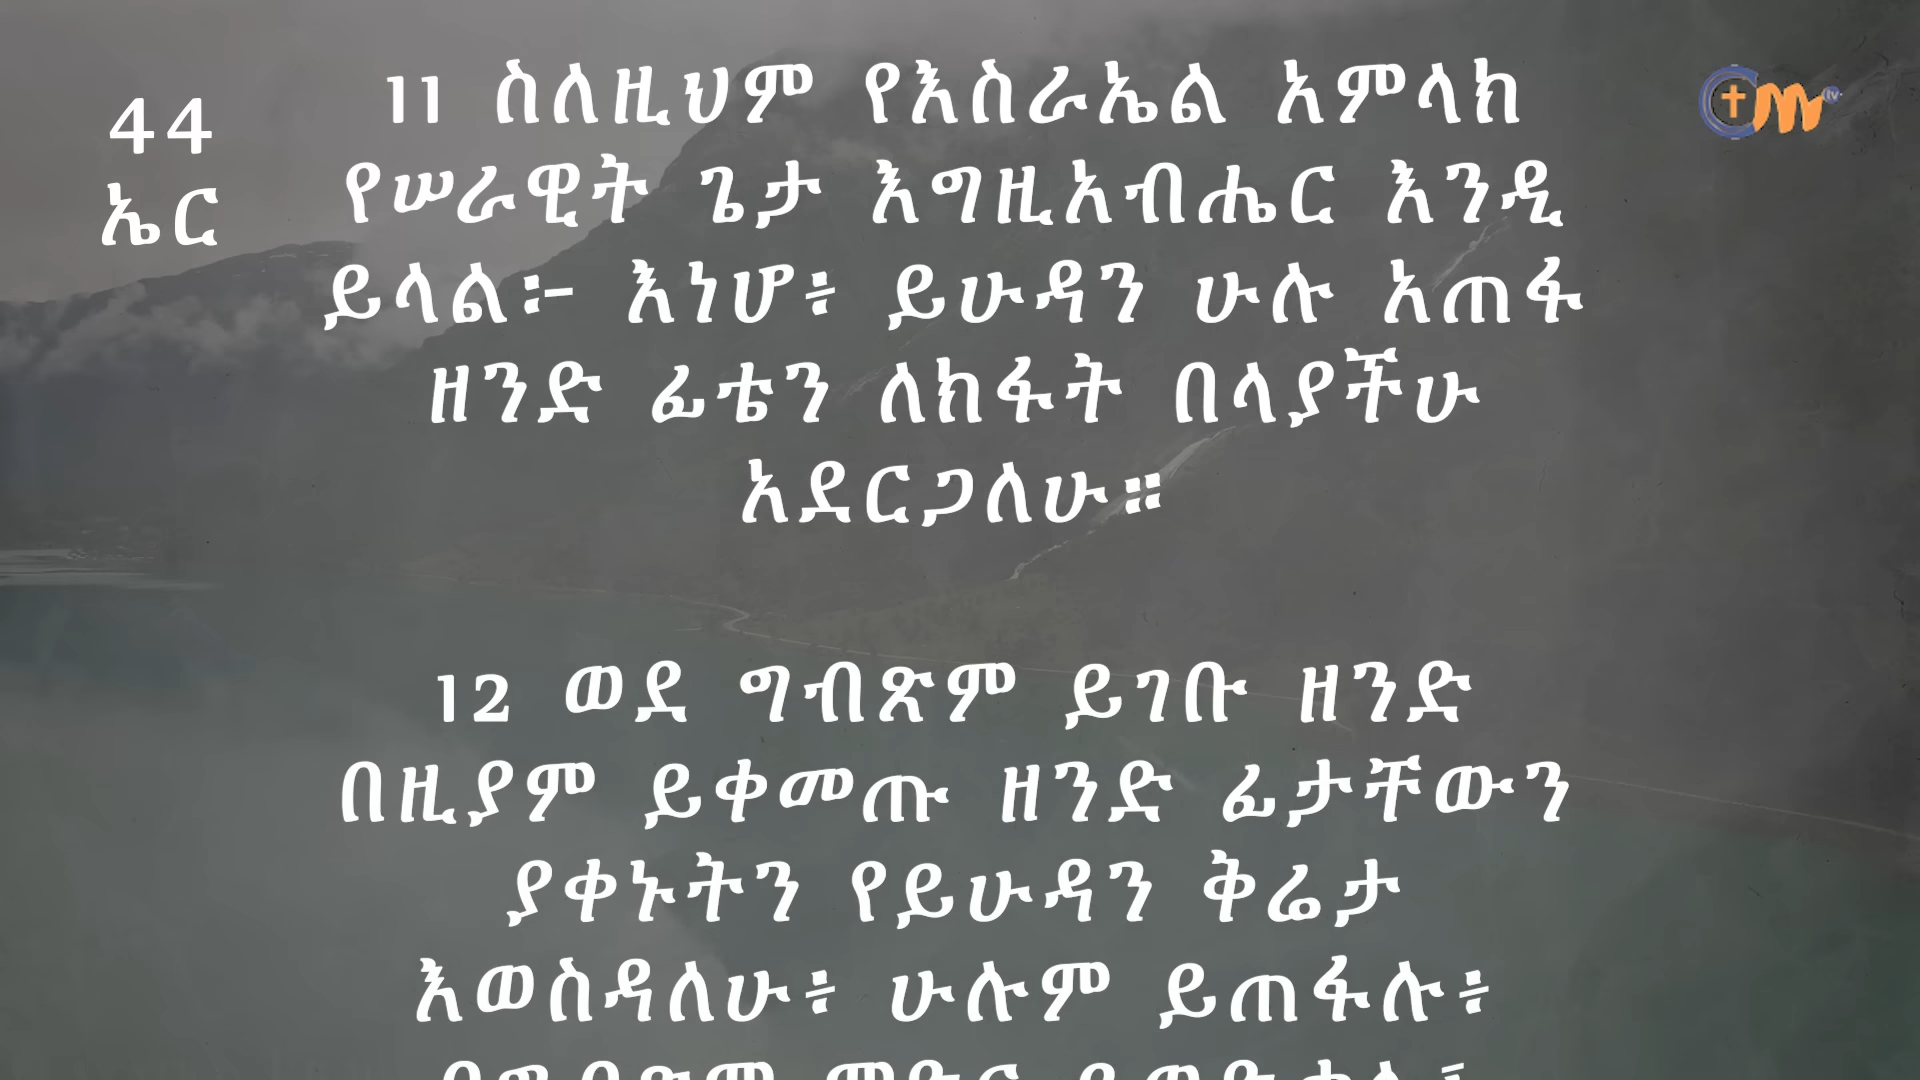 44
ኤር
11 ስለዚህም የእስራኤል አምላክ
የሠራዊት ጌታ እግዚአብሔር እንዲ
ይላል፦ እነሆ፥ ይሁዳን ሁሉ አጠፋ
ዘንድ ፊቴን ለክፋት በላያችሁ
አደርጋለሁ።
12 ወደ ግብጽም ይገቡ ዘንድ
በዚያም ይቀመጡ ዘንድ ፊታቸውን
ያቀኑትን የይሁዳን ቅሬታ
እወስዳለሁ፥ ሁሉም ይጠፋሉ፥